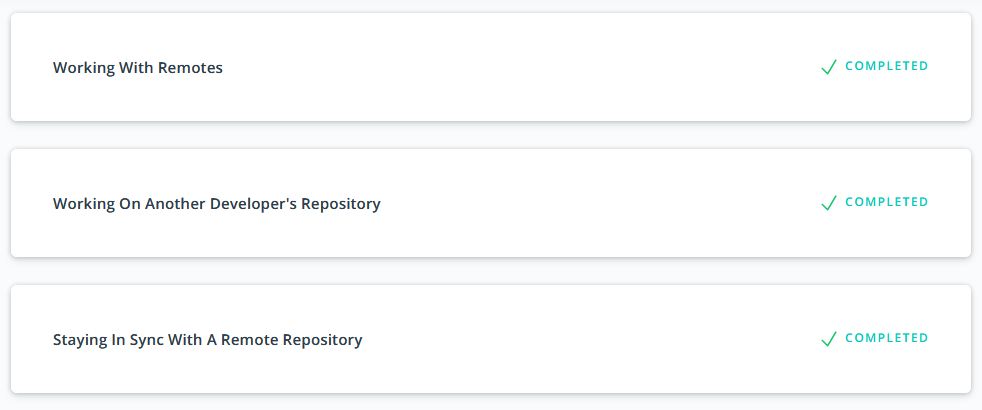 Working With Remotes COMPLETED
Working On Another Developer's Repository COMPLETED
Staying In Sync With A Remote Repository COMPLETED